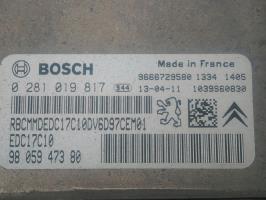 BOSCH
Made in France
9666729580 1334 1405
0 281 019 817 S44 13-04-11 1039S60830
RBCMMDEDC17C10DV6D97CEM01
EDC17C10
98 059 473 80